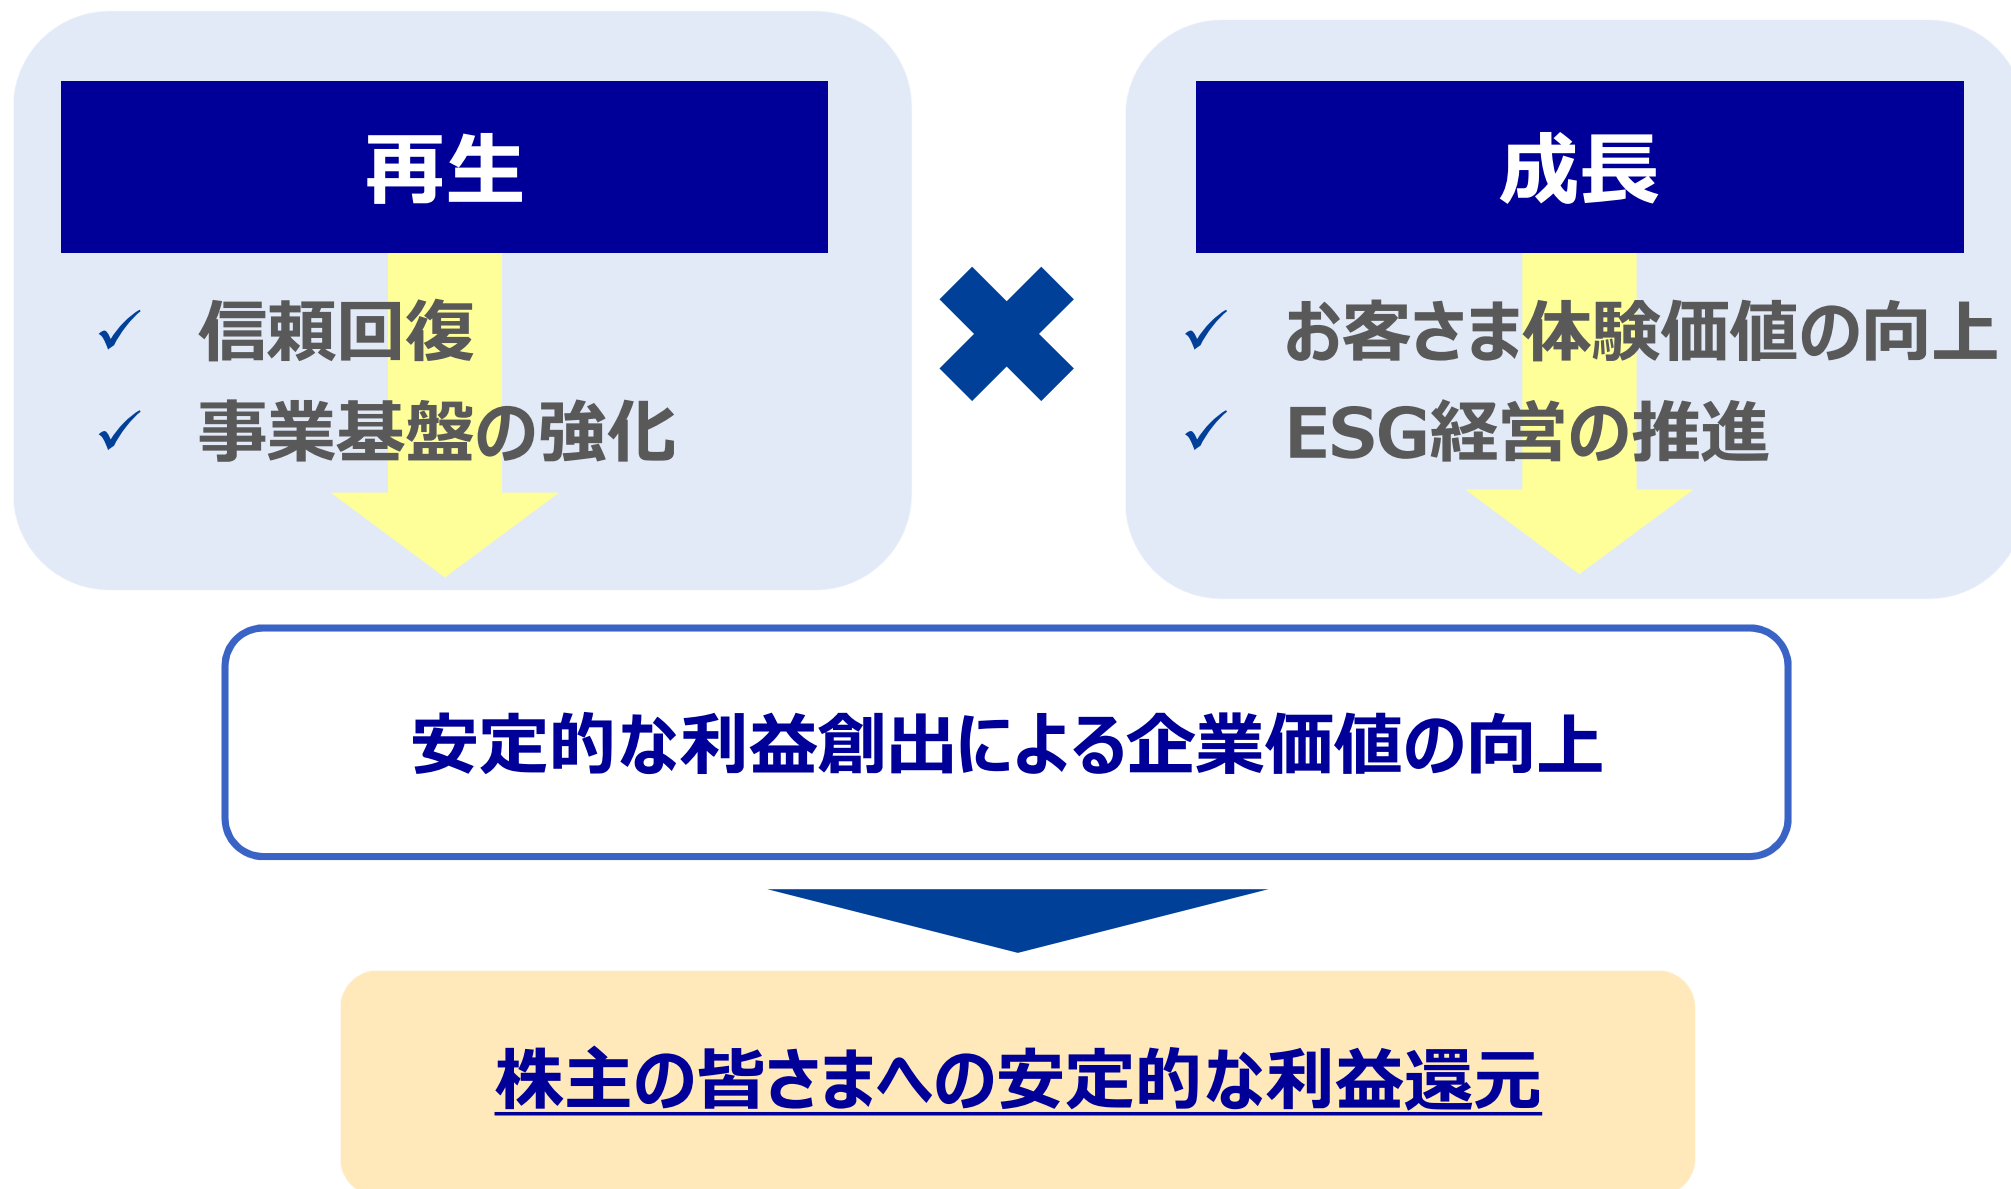 再生
✓ 信頼回復
✓ 事業基盤の強化
成長
✓ お客さま体験価値の向上
✓ ESG経営の推進
安定的な利益創出による企業価値の向上
株主の皆さまへの安定的な利益還元